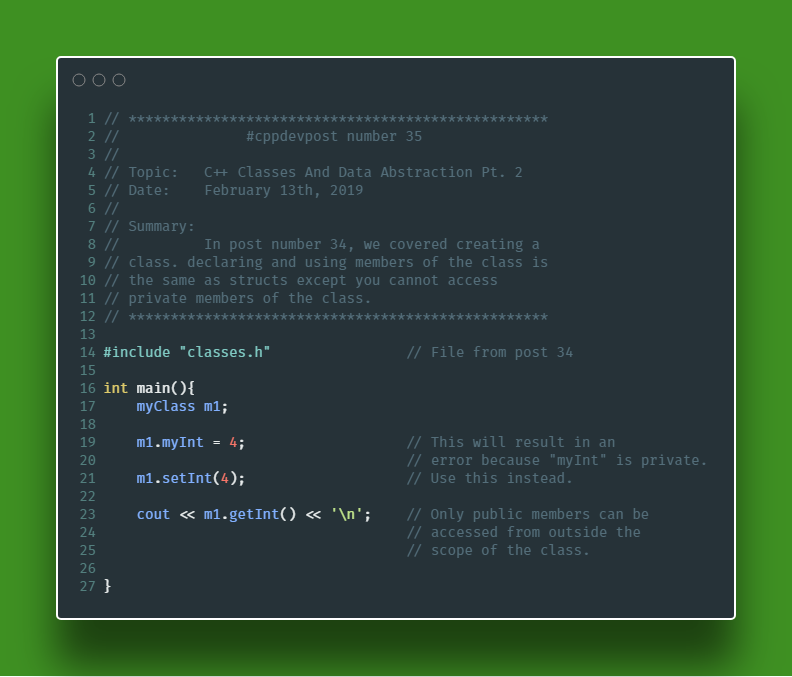 1 // **************************************************
2 //               #cppdevpost number 35
3 //
4 // Topic:   C++ Classes And Data Abstraction Pt. 2
5 // Date:    February 13th, 2019
6 //
7 // Summary:
8 //          In post number 34, we covered creating a
9 // class. declaring and using members of the class is
10 // the same as structs except you cannot access
11 // private members of the class.
12 // **************************************************
13
14 #include "classes.h"                // File from post 34
15
16 int main(){
17     myClass m1;
18
19     m1.myInt = 4;                   // This will result in an
20                                     // error because "myInt" is private.
21     m1.setInt(4);                   // Use this instead.
22
23     cout << m1.getInt() << '\n';    // Only public members can be
24                                     // accessed from outside the
25                                     // scope of the class.
26
27 }